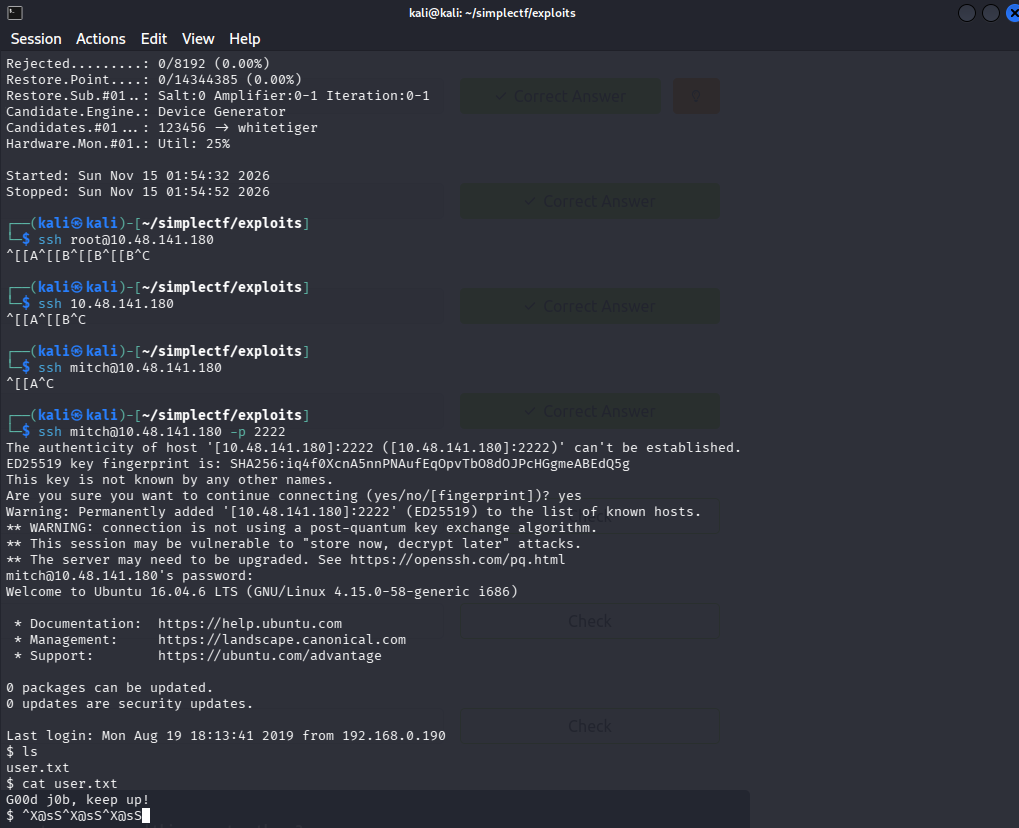 kali@kali: ~/simplectf/exploits
Session Actions Edit View Help
Rejected.........: 0/8192 (0.00%)
Restore.Point....: 0/14344385 (0.00%)
Restore.Sub.#01..: Salt:0 Amplifier:0-1 Iteration:0-1
Candidate.Engine.: Device Generator
Candidates.#01...: 123456 -> whitetiger
Hardware.Mon.#01.: Util: 25%
Started: Sun Nov 15 01:54:32 2026
Stopped: Sun Nov 15 01:54:52 2026
┌──(kali㉿kali)-[~/simplectf/exploits]
└─$ ssh root@10.48.141.180
^[[A^[[B^[[B^[[B^C
┌──(kali㉿kali)-[~/simplectf/exploits]
└─$ ssh 10.48.141.180
^[[A^[[B^C
┌──(kali㉿kali)-[~/simplectf/exploits]
└─$ ssh mitch@10.48.141.180
^[[A^C
┌──(kali㉿kali)-[~/simplectf/exploits]
└─$ ssh mitch@10.48.141.180 -p 2222
The authenticity of host '[10.48.141.180]:2222 ([10.48.141.180]:2222)' can't be established.
ED25519 key fingerprint is: SHA256:iq4f0XcnA5nnPNAufEqOpvTbO8dOJPcHGgmeABEdQ5g
This key is not known by any other names.
Are you sure you want to continue connecting (yes/no/[fingerprint])? yes
Warning: Permanently added '[10.48.141.180]:2222' (ED25519) to the list of known hosts.
** WARNING: connection is not using a post-quantum key exchange algorithm.
** This session may be vulnerable to "store now, decrypt later" attacks.
** The server may need to be upgraded. See https://openssh.com/pq.html
mitch@10.48.141.180's password:
Welcome to Ubuntu 16.04.6 LTS (GNU/Linux 4.15.0-58-generic i686)
* Documentation: https://help.ubuntu.com
* Management: https://landscape.canonical.com
* Support: https://ubuntu.com/advantage
0 packages can be updated.
0 updates are security updates.
Last login: Mon Aug 19 18:13:41 2019 from 192.168.0.190
$ ls
user.txt
$ cat user.txt
G00d j0b, keep up!
$ ^X@sS^X@sS^X@sS
✓ Correct Answer
✓ Correct Answer
✓ Correct Answer
✓ Correct Answer
Check
Check